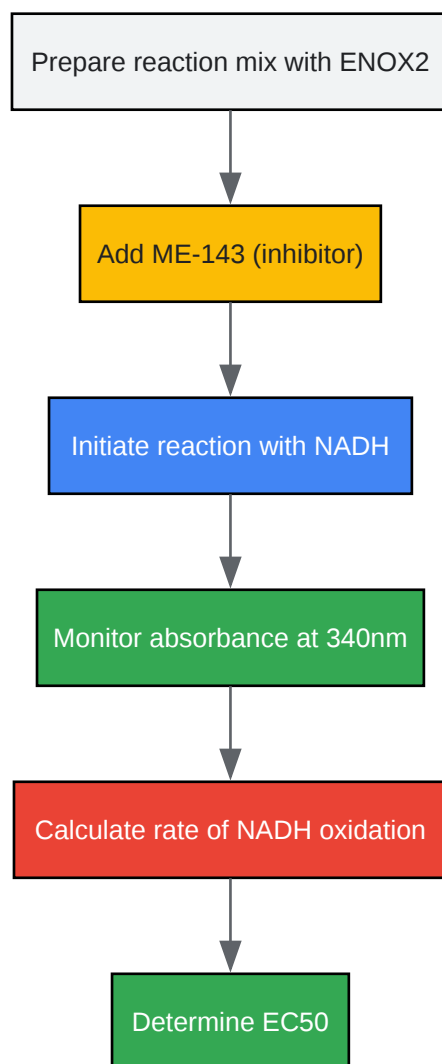 Prepare reaction mix with ENOX2
Add ME-143 (inhibitor)
Initiate reaction with NADH
Monitor absorbance at 340nm
Calculate rate of NADH oxidation
Determine EC50